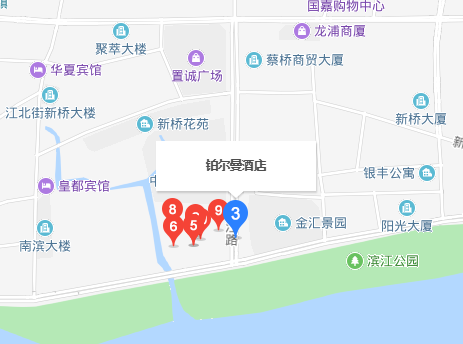 国嘉购物中心
龙浦商厦
聚萃大楼
置诚广场
蔡桥商贸大厦
华夏宾馆
江北街新桥大楼
新桥大厦
新桥花苑
铂尔曼酒店
银丰公寓
皇都宾馆
8
9
3
6
5
金汇景园
阳光大厦
路
南滨大楼
滨江公园